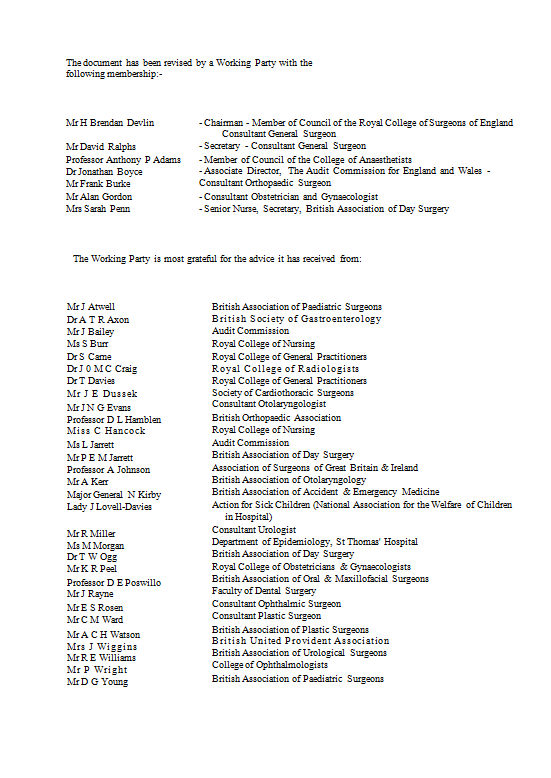 The document has been revised by a Working Party with the
following membership:-
Mr H Brendan Devlin - Chairman - Member of Council of the Royal College of Surgeons of England
Consultant General Surgeon
Mr David Ralphs - Secretary - Consultant General Surgeon
Professor Anthony P Adams - Member of Council of the College of Anaesthetists
Dr Jonathan Boyce - Associate Director, The Audit Commission for England and Wales -
Mr Frank Burke Consultant Orthopaedic Surgeon
Mr Alan Gordon - Consultant Obstetrician and Gynaecologist
Mrs Sarah Penn - Senior Nurse, Secretary, British Association of Day Surgery
The Working Party is most grateful for the advice it has received from:
Mr J Atwell British Association of Paediatric Surgeons
Dr A T R Axon British Society of Gastroenterology
Mr J Bailey Audit Commission
Ms S Burr Royal College of Nursing
Dr S Carne Royal College of General Practitioners
Dr J 0 M C Craig Royal College of Radiologists
Dr T Davies Royal College of General Practitioners
Mr J E Dussek Society of Cardiothoracic Surgeons
Mr J N G Evans Consultant Otolaryngologist
Professor D L Hamblen British Orthopaedic Association
Miss C Hancock Royal College of Nursing
Ms L Jarrett Audit Commission
Mr P E M Jarrett British Association of Day Surgery
Professor A Johnson Association of Surgeons of Great Britain & Ireland
Mr A Kerr British Association of Otolaryngology
Major General N Kirby British Association of Accident & Emergency Medicine
Lady J Lovell-Davies Action for Sick Children (National Association for the Welfare of Children
in Hospital)
Mr R Miller Consultant Urologist
Ms M Morgan Department of Epidemiology, St Thomas' Hospital
Dr T W Ogg British Association of Day Surgery
Mr K R Peel Royal College of Obstetricians & Gynaecologists
Professor D E Poswillo British Association of Oral & Maxillofacial Surgeons
Mr J Rayne Faculty of Dental Surgery
Mr E S Rosen Consultant Ophthalmic Surgeon
Mr C M Ward Consultant Plastic Surgeon
Mr A C H Watson British Association of Plastic Surgeons
Mrs J Wiggins British United Provident Association
Mr R E Williams British Association of Urological Surgeons
Mr P Wright College of Ophthalmologists
Mr D G Young British Association of Paediatric Surgeons